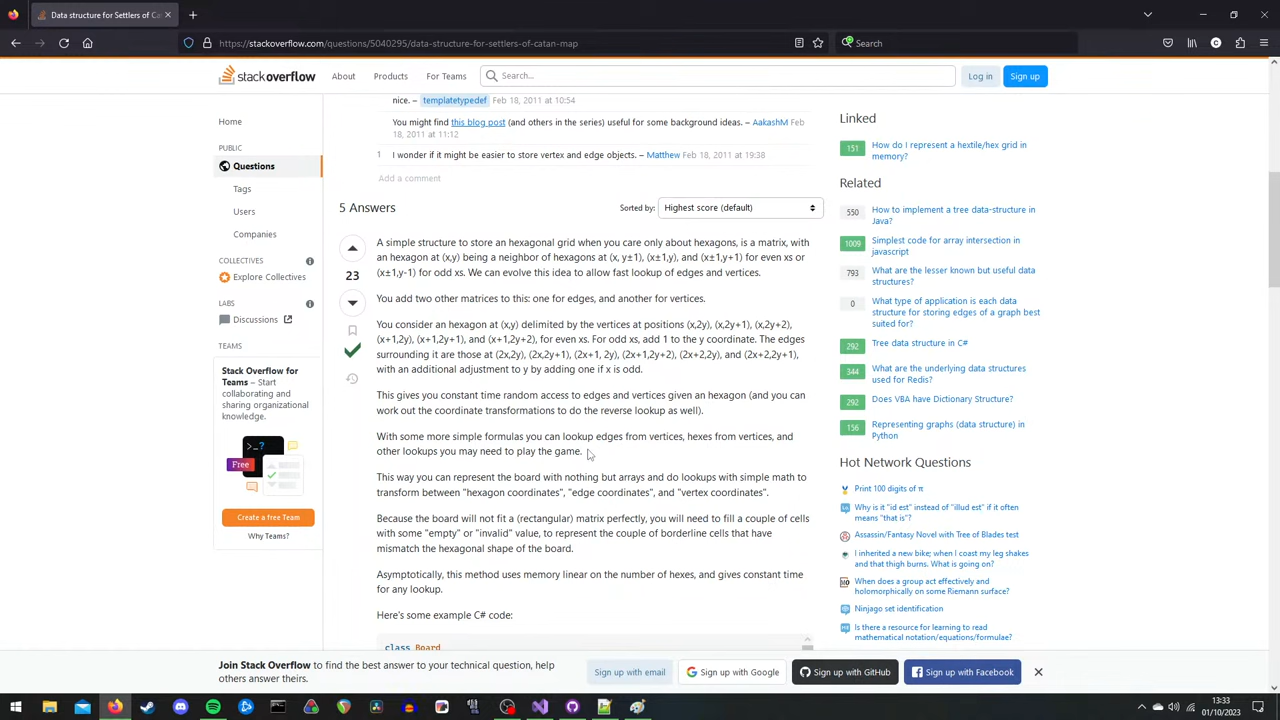 Data structure for Settlers of Ca
https://stackoverflow.com/questions/5040295/data-structure-for-settlers-of-catan-map
Search
stackoverflow
About
Products
For Teams
Search...
Log in
Sign up
Home
PUBLIC
Questions
Tags
Users
Companies
COLLECTIVES
Explore Collectives
LABS
Discussions
TEAMS
Stack Overflow for
Teams – Start
collaborating and
sharing organizational
knowledge.
Free
Create a free Team
Why Teams?
nice. – templatetypedef Feb 18, 2011 at 10:54
You might find this blog post (and others in the series) useful for some background ideas. – AakashM Feb
18, 2011 at 11:12
1 I wonder if it might be easier to store vertex and edge objects. – Matthew Feb 18, 2011 at 19:38
Add a comment
5 Answers
Sorted by: Highest score (default)
23
A simple structure to store an hexagonal grid when you care only about hexagons, is a matrix, with
an hexagon at (x,y) being a neighbor of hexagons at (x, y±1), (x±1,y), and (x±1,y+1) for even xs or
(x±1,y-1) for odd xs. We can evolve this idea to allow fast lookup of edges and vertices.
You add two other matrices to this: one for edges, and another for vertices.
You consider an hexagon at (x,y) delimited by the vertices at positions (x,2y), (x,2y+1), (x,2y+2),
(x+1,2y), (x+1,2y+1), and (x+1,2y+2), for even xs. For odd xs, add 1 to the y coordinate. The edges
surrounding it are those at (2x,2y), (2x,2y+1), (2x+1, 2y), (2x+1,2y+2), (2x+2,2y), and (2x+2,2y+1),
with an additional adjustment to y by adding one if x is odd.
This gives you constant time random access to edges and vertices given an hexagon (and you can
work out the coordinate transformations to do the reverse lookup as well).
With some more simple formulas you can lookup edges from vertices, hexes from vertices, and
other lookups you may need to play the game.
This way you can represent the board with nothing but arrays and do lookups with simple math to
transform between "hexagon coordinates", "edge coordinates", and "vertex coordinates".
Because the board will not fit a (rectangular) matrix perfectly, you will need to fill a couple of cells
with some "empty" or "invalid" value, to represent the couple of borderline cells that have
mismatch the hexagonal shape of the board.
Asymptotically, this method uses memory linear on the number of hexes, and gives constant time
for any lookup.
Here's some example C# code:
class Board
Linked
151 How do I represent a hextile/hex grid in
memory?
Related
550 How to implement a tree data-structure in
Java?
1009 Simplest code for array intersection in
javascript
793 What are the lesser known but useful data
structures?
0 What type of application is each data
structure for storing edges of a graph best
suited for?
292 Tree data structure in C#
344 What are the underlying data structures
used for Redis?
292 Does VBA have Dictionary Structure?
156 Representing graphs (data structure) in
Python
Hot Network Questions
Print 100 digits of π
Why is it "id est" instead of "illud est" if it often
means "that is"?
Assassin/Fantasy Novel with Tree of Blades test
I inherited a new bike; when I coast my leg shakes
and that thigh burns. What is going on?
When does a group act effectively and
holomorphically on some Riemann surface?
Ninjago set identification
Is there a resource for learning to read
mathematical notation/equations/formulae?
Join Stack Overflow to find the best answer to your technical question, help
others answer theirs.
Sign up with email
Sign up with Google
Sign up with GitHub
Sign up with Facebook
13:33
01/10/2023